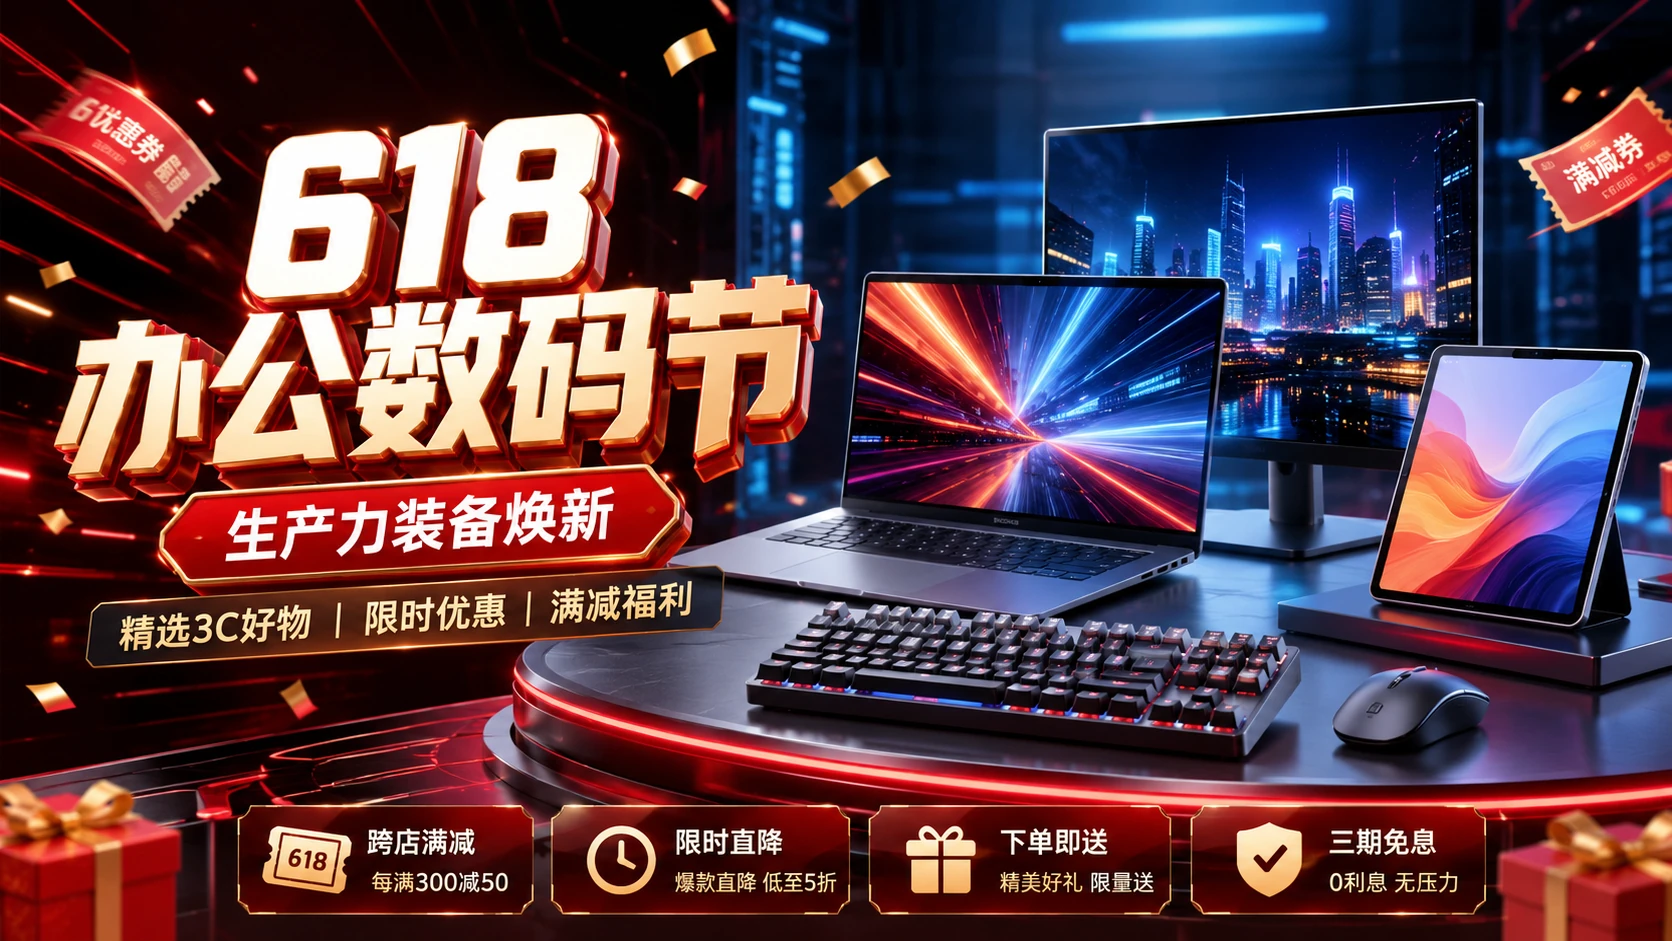 6优惠券
满减券
618
办公数码节
生产力装备焕新
精选3C好物 | 限时优惠 | 满减福利
618
跨店满减
每满300减50
限时直降
爆款直降 低至5折
下单即送
精美好礼 限量送
三期免息
0利息 无压力